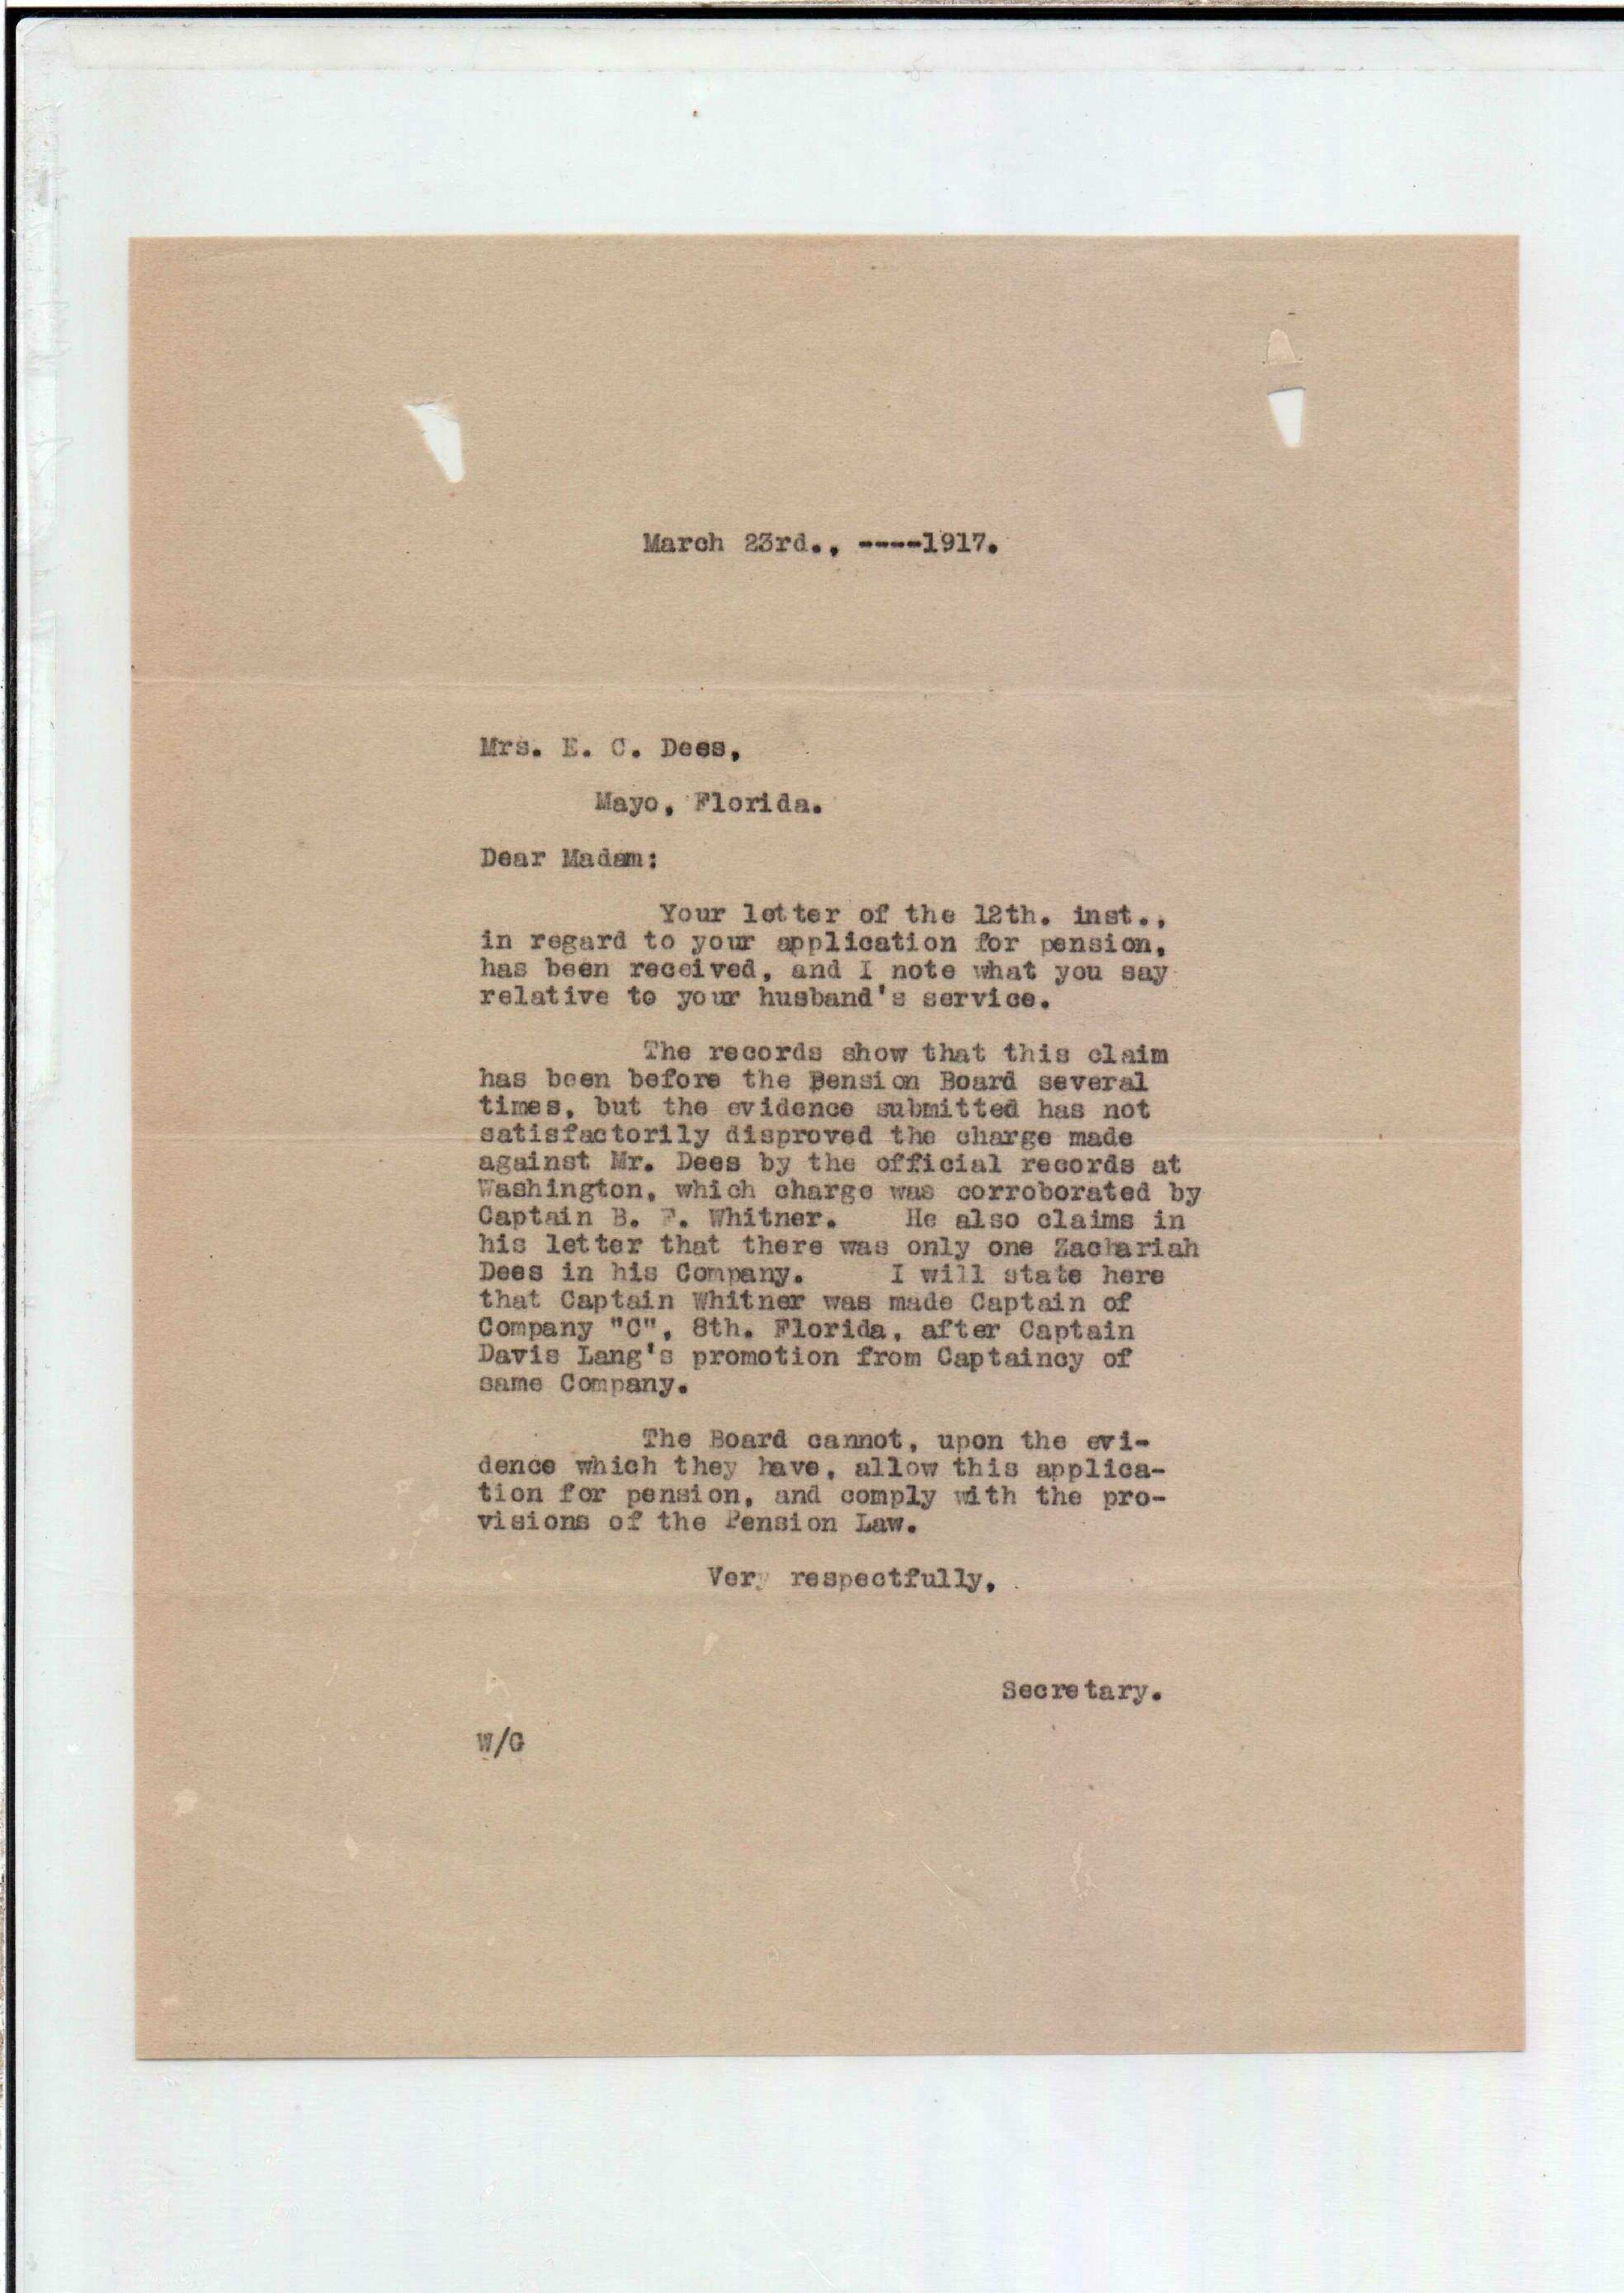 March 23rd., ----1917.
Mrs. E. C. Dees,
Mayo, Florida.
Dear Madam:
Your letter of the 12th. inst.,
in regard to your application for pension,
has been received, and I note what you say
relative to your husband's service.
The records show that this claim
has been before the Pension Board several
times, but the evidence submitted has not
satisfactorily disproved the charge made
against Mr. Dees by the official records at
Washington, which charge was corroborated by
Captain B. F. Whitner. He also claims in
his letter that there was only one Zachariah
Dees in his Company. I will state here
that Captain Whitner was made Captain of
Company "C", 8th. Florida, after Captain
Davis Lang's promotion from Captaincy of
same Company.
The Board cannot, upon the evi-
dence which they have, allow this applica-
tion for pension, and comply with the pro-
visions of the Pension Law.
Very respectfully,
Secretary.
W/G